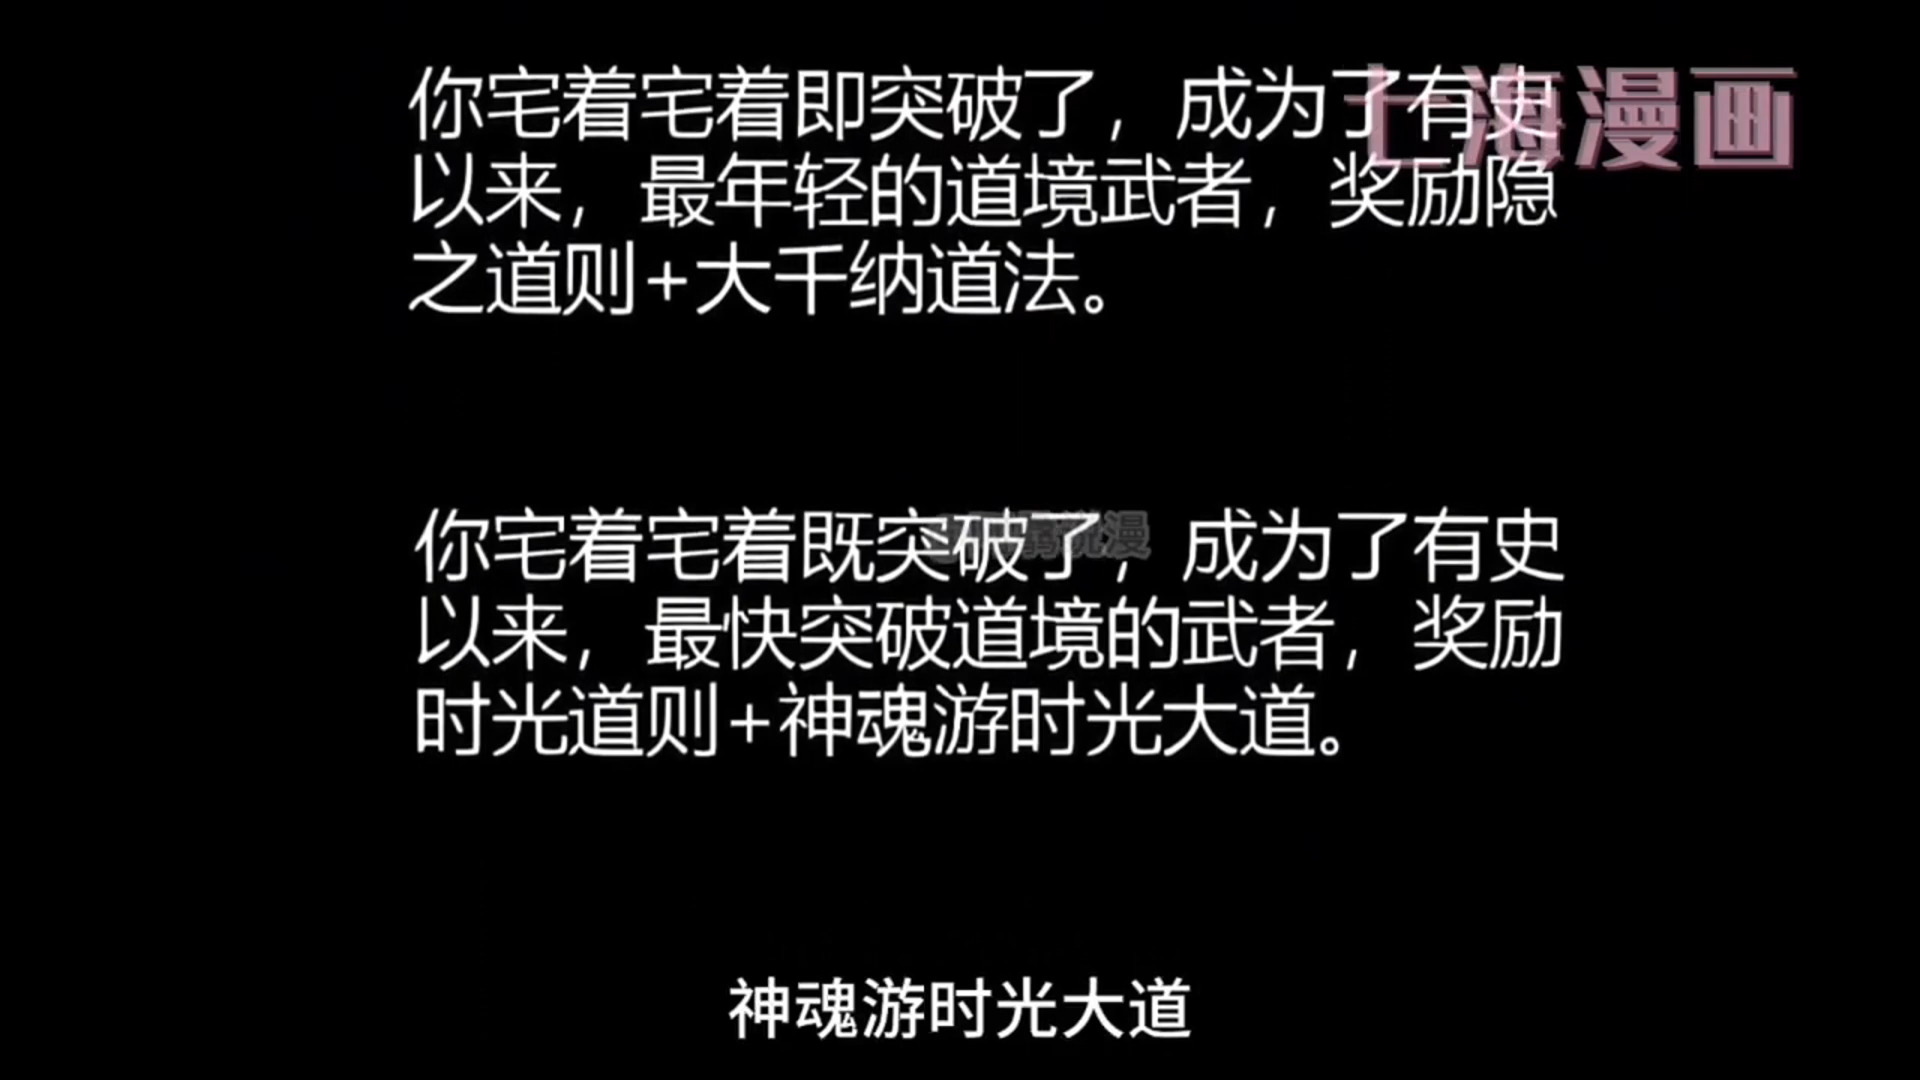 你宅着宅着即突破了，成为了有史
七海漫画
以来，最年轻的道境武者，奖励隐
之道则+大千纳道法。
你宅着宅着既突破了，成为了有史
以来，最快突破道境的武者，奖励
时光道则+神魂游时光大道。
神魂游时光大道